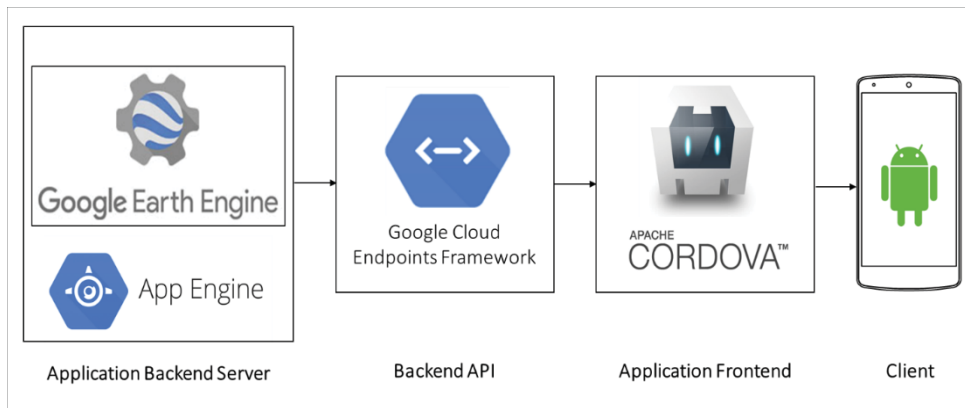 Google Earth Engine
App Engine
Google Cloud
Endpoints Framework
APACHE
CORDOVA™
Application Backend Server
Backend API
Application Frontend
Client